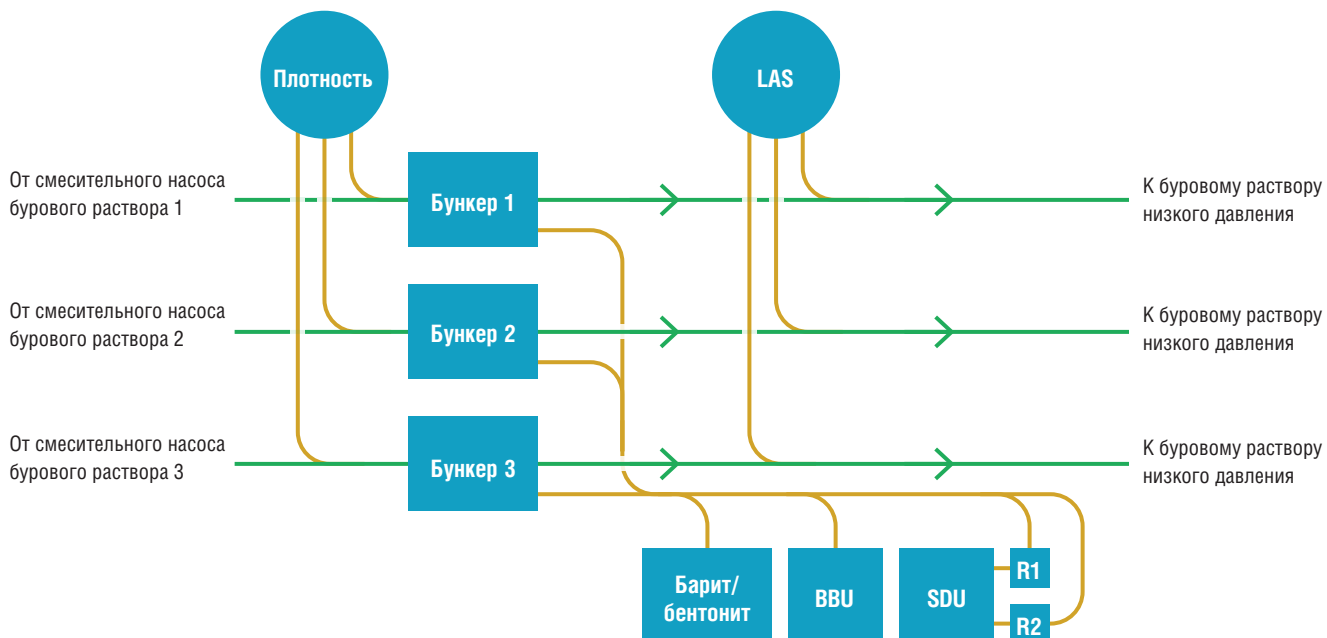 Плотность
LAS
От смесительного насоса
бурового раствора 1
Бункер 1
К буровому раствору
низкого давления
От смесительного насоса
бурового раствора 2
Бункер 2
К буровому раствору
низкого давления
От смесительного насоса
бурового раствора 3
Бункер 3
К буровому раствору
низкого давления
Барит/
бентонит
BBU
SDU
R1
R2